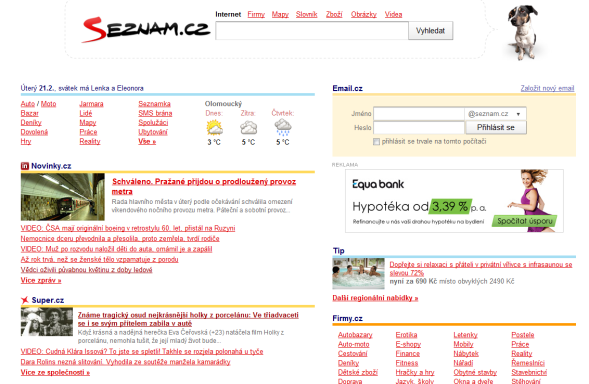 Seznam.cz
Internet Firmy Mapy Slovník Zboží Obrázky Videa
Vyhledat
Úterý 21.2., svátek má Lenka a Eleonora
Auto / Moto Jarmara Seznamka
Bazar Lidé SMS brána
Deníky Mapy Spolužáci
Dovolená Práce Ubytování
Hry Reality Vše »
Olomoucký
Dnes: Zítra: Čtvrtek:
3 °C 5 °C 5 °C
Email.cz Založit nový email
Jméno @seznam.cz
Heslo Přihlásit se
přihlásit se trvale na tomto počítači
REKLAMA
Equa bank
Hypotéka od 3,39 % p.a.
Refinancujte u nás vaši drahou hypotéku na bydlení
Spočítat úsporu
Novinky.cz
Schváleno. Pražané přijdou o prodloužený provoz metra
Rada hlavního města v úterý podle očekávání schválila omezení víkendového nočního provozu metra. Páteční a sobotní provoz...
VIDEO: ČSA mají originální boeing v retrostylu 60. let, přistál na Ruzyni
Nemocnice dceru převodila a přesolila, proto zemřela, tvrdí rodiče
VIDEO: Muž po rozvodu naložil děti do auta, omámil je a zapálil
Až rok trvá, než se ženské tělo vzpamatuje z porodu
Vědci oživili půvabnou květinu z doby ledové
Více zpráv »
Tip
Dopřejte si relaxaci s přáteli v privátní vířivce s infrasaunou se slevou 72%
nyní za 690 Kč místo obvyklých 2490 Kč
Další regionální nabídky »
Super.cz
Známe tragický osud nejkrásnější holky z porcelánu: Ve třiadvaceti se i se svým přítelem zabila v autě
Když krásná a nadějná herečka Eva Čeřovská (+23) natáčela film Holky z porcelánu, nemohla tušit, že její mladý život bude...
VIDEO: Cudná Klára Issová? To jste se spletli! Takhle se rozjela polonahá u tyče
Dara Rolins nezná slitování. Vyhodila ze soutěže manžela kamarádky
Více ze společnosti »
Firmy.cz
Autobazary Erotika Letenky Postele
Auto-moto E-shopy Mobily Práce
Cestování Finance Nábytek Reality
Deníky Fitness Nářadí Řemeslníci
Dětské zboží Hračky a hry Obytné stavby Stavebnictví
Doprava Jazyk. školy Okna a dveře Stěhování